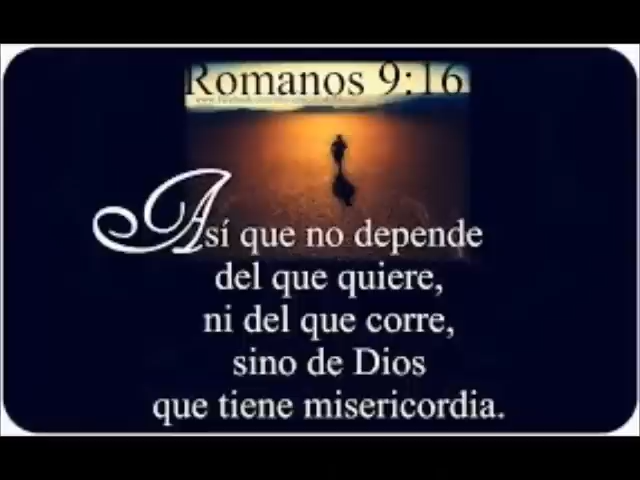 Romanos 9:16
Así que no depende
del que quiere,
ni del que corre,
sino de Dios
que tiene misericordia.